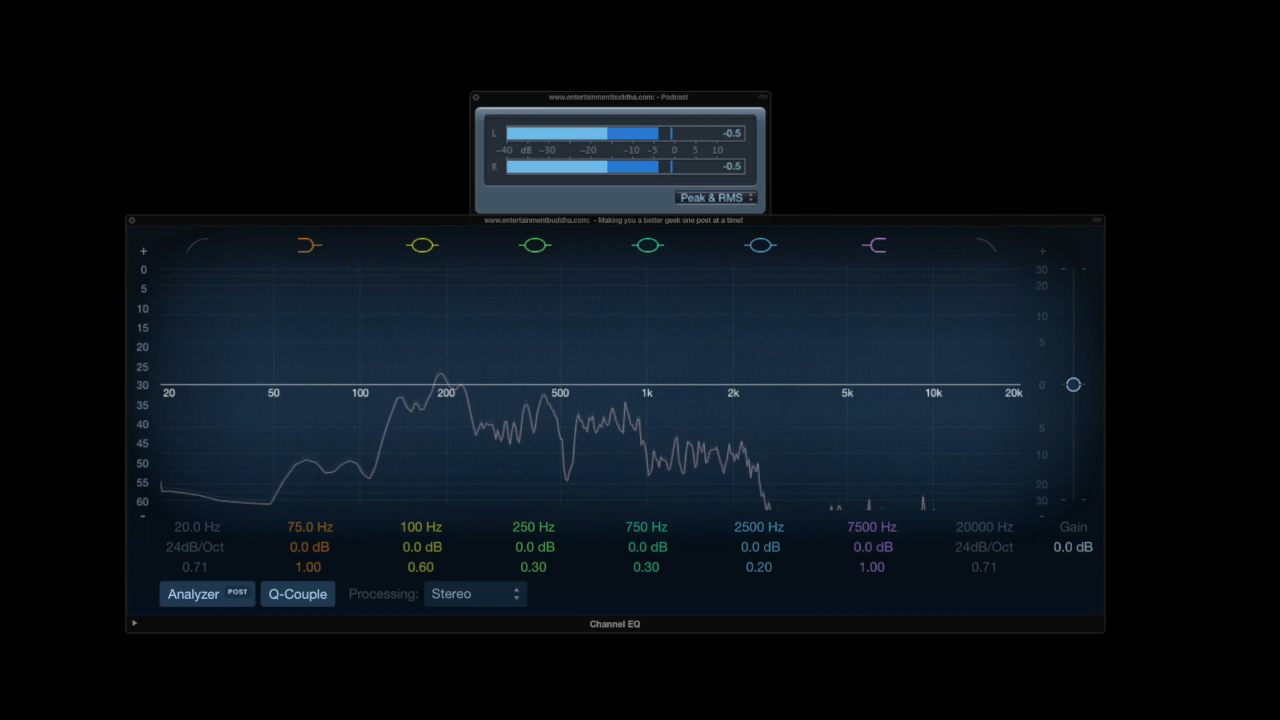 www.entertainmentbuddha.com: - Podcast
L -0.5
-40 dB -30 -20 -10 -5 0 5 10
R -0.5
Peak & RMS
www.entertainmentbuddha.com: - Making you a better geek one post at a time!
+ +
0 30
5 20
10 10
15
20 5
25
30 20 50 100 200 500 1k 2k 5k 10k 20k 0
35
40 5
45
50 10
55 20
60 30
- -
20.0 Hz 75.0 Hz 100 Hz 250 Hz 750 Hz 2500 Hz 7500 Hz 20000 Hz Gain
24dB/Oct 0.0 dB 0.0 dB 0.0 dB 0.0 dB 0.0 dB 0.0 dB 24dB/Oct 0.0 dB
0.71 1.00 0.60 0.30 0.30 0.20 1.00 0.71
Analyzer POST Q-Couple Processing: Stereo
Channel EQ